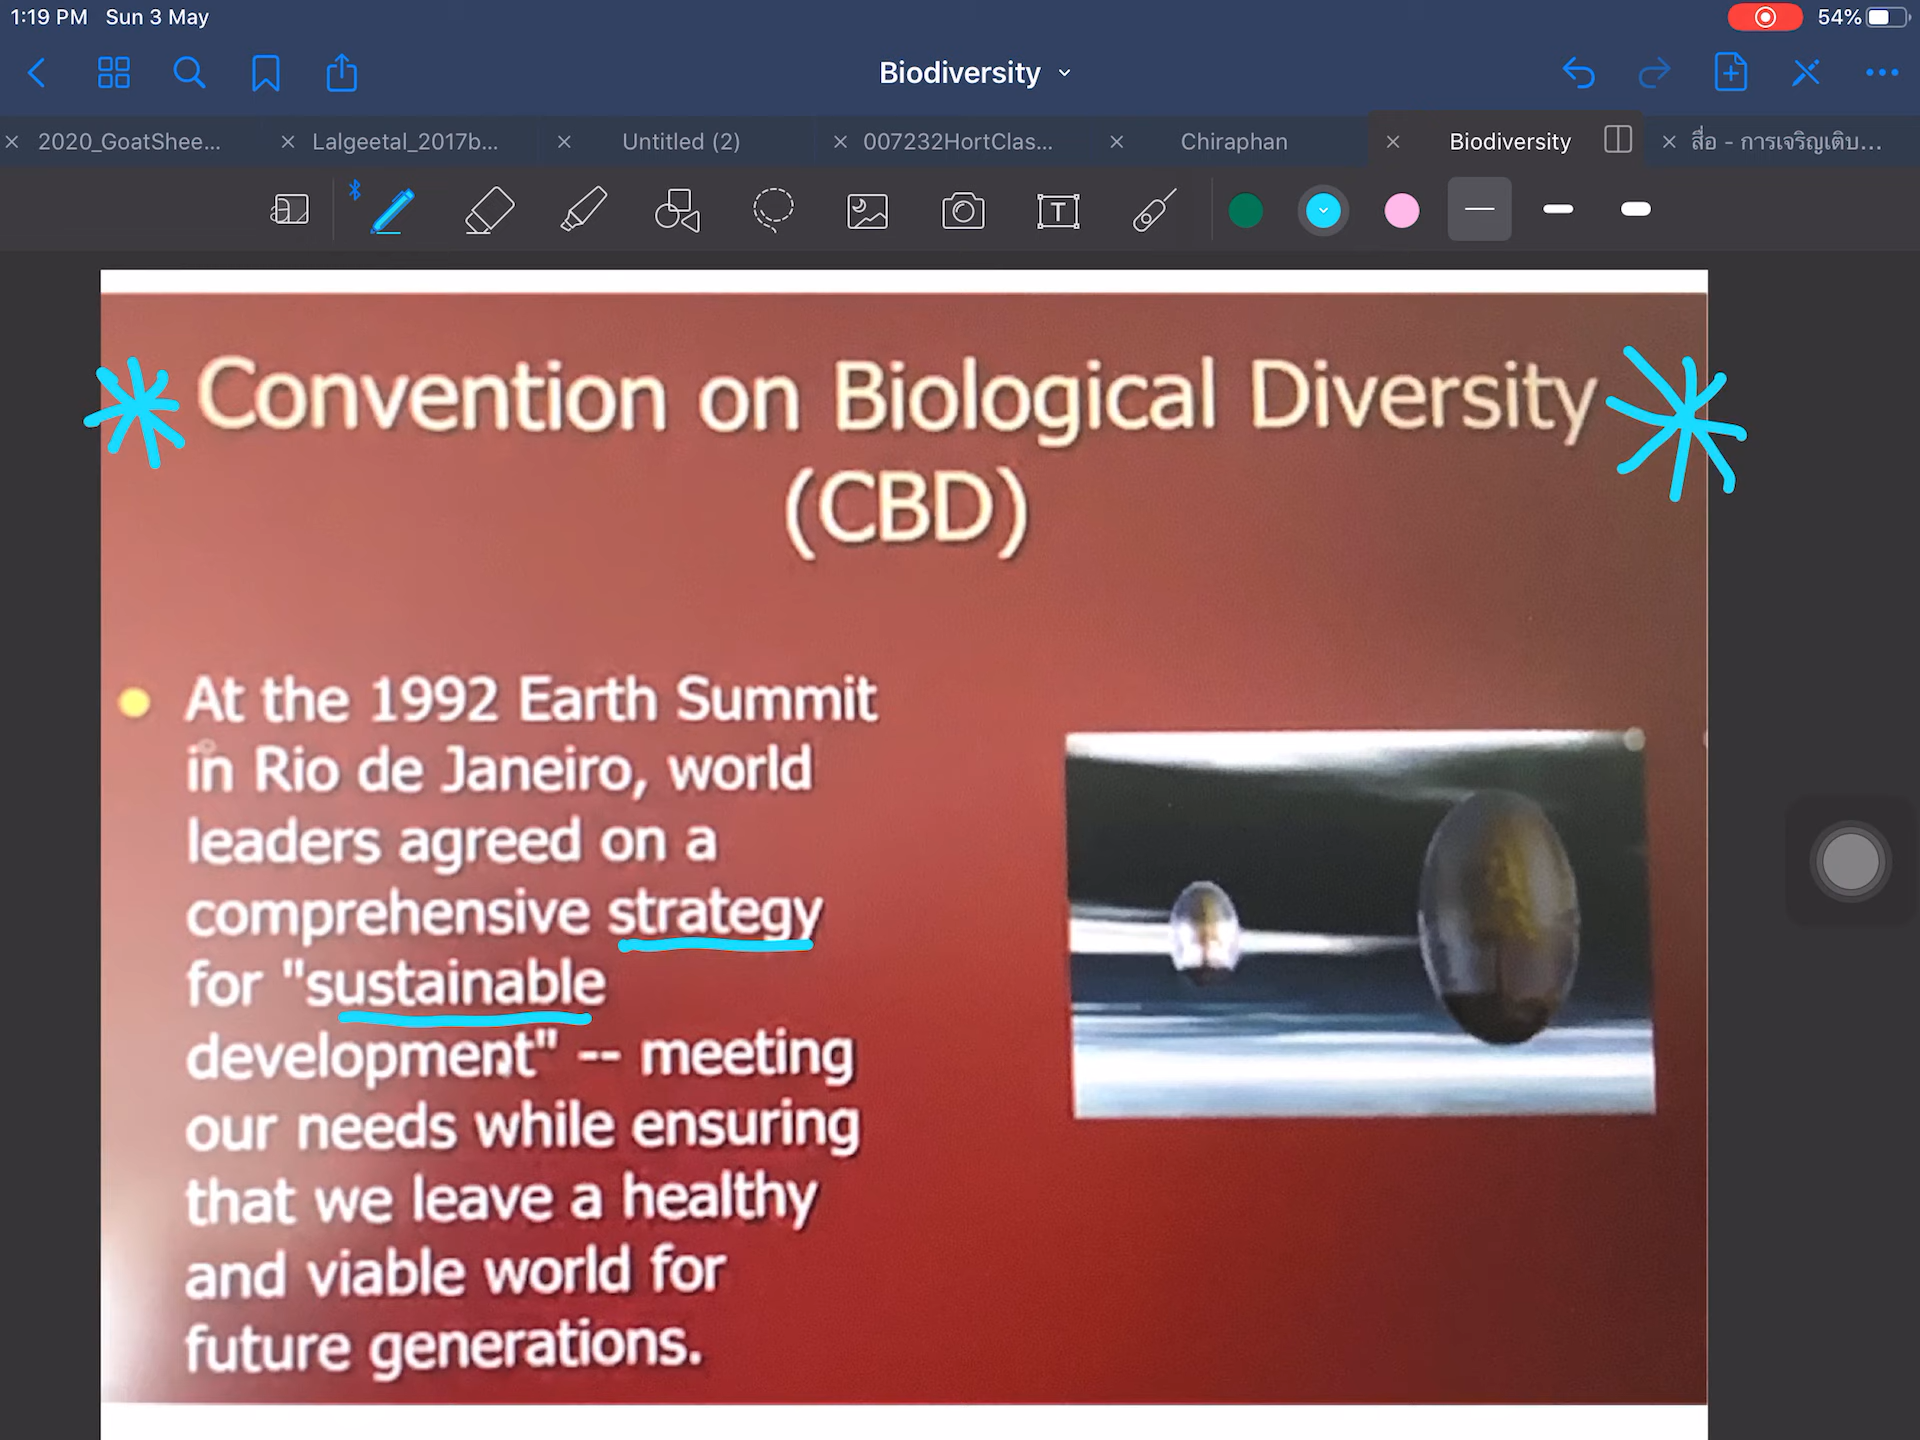 1:19 PM Sun 3 May
54%
Biodiversity
2020_GoatShee...
Lalgeetal_2017b...
Untitled (2)
007232HortClas...
Chiraphan
Biodiversity
สื่อ - การเจริญเติบ...
Convention on Biological Diversity
(CBD)
At the 1992 Earth Summit
in Rio de Janeiro, world
leaders agreed on a
comprehensive strategy
for "sustainable
development" -- meeting
our needs while ensuring
that we leave a healthy
and viable world for
future generations.